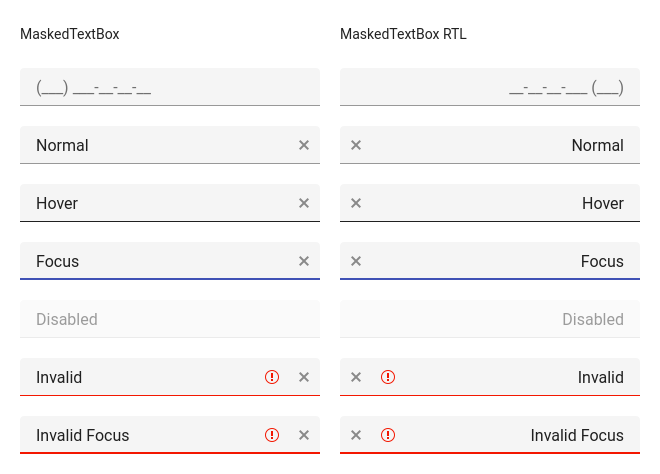 MaskedTextBox
MaskedTextBox RTL
(___) ___-__-__-__
__-__-__-___ (___)
Normal
Normal
Hover
Hover
Focus
Focus
Disabled
Disabled
Invalid
Invalid
Invalid Focus
Invalid Focus